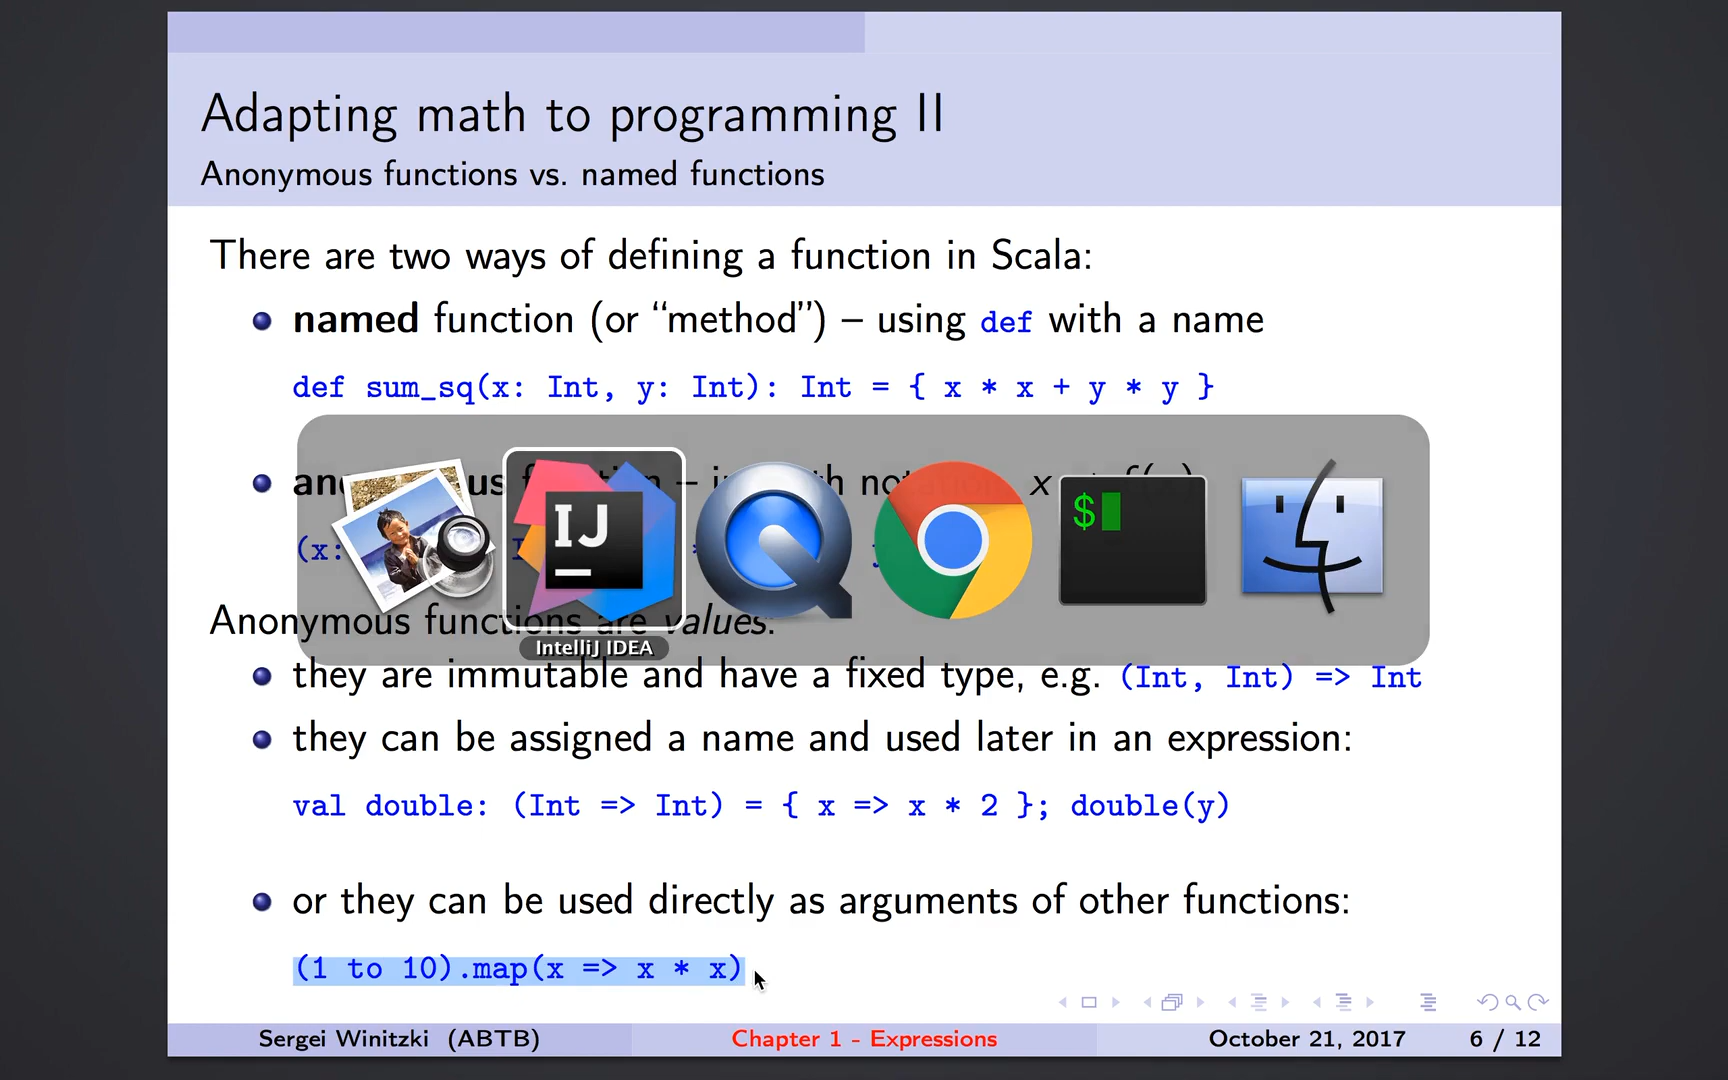 Adapting math to programming II
Anonymous functions vs. named functions
There are two ways of defining a function in Scala:
named function (or “method”) – using def with a name
def sum_sq(x: Int, y: Int): Int = { x * x + y * y }
$
IJ
Anonymous functions are values:
IntelliJ IDEA
they are immutable and have a fixed type, e.g. (Int, Int) => Int
they can be assigned a name and used later in an expression:
val double: (Int => Int) = { x => x * 2 }; double(y)
or they can be used directly as arguments of other functions:
(1 to 10).map(x => x * x)
Sergei Winitzki (ABTB) Chapter 1 - Expressions October 21, 2017 6 / 12